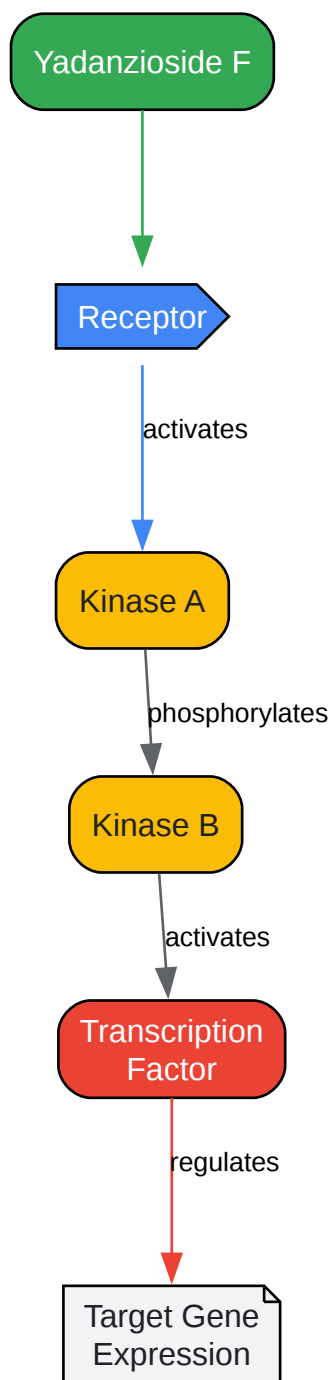 Yadanzioside F
Receptor
activates
Kinase A
phosphorylates
Kinase B
activates
Transcription
Factor
regulates
Target Gene
Expression